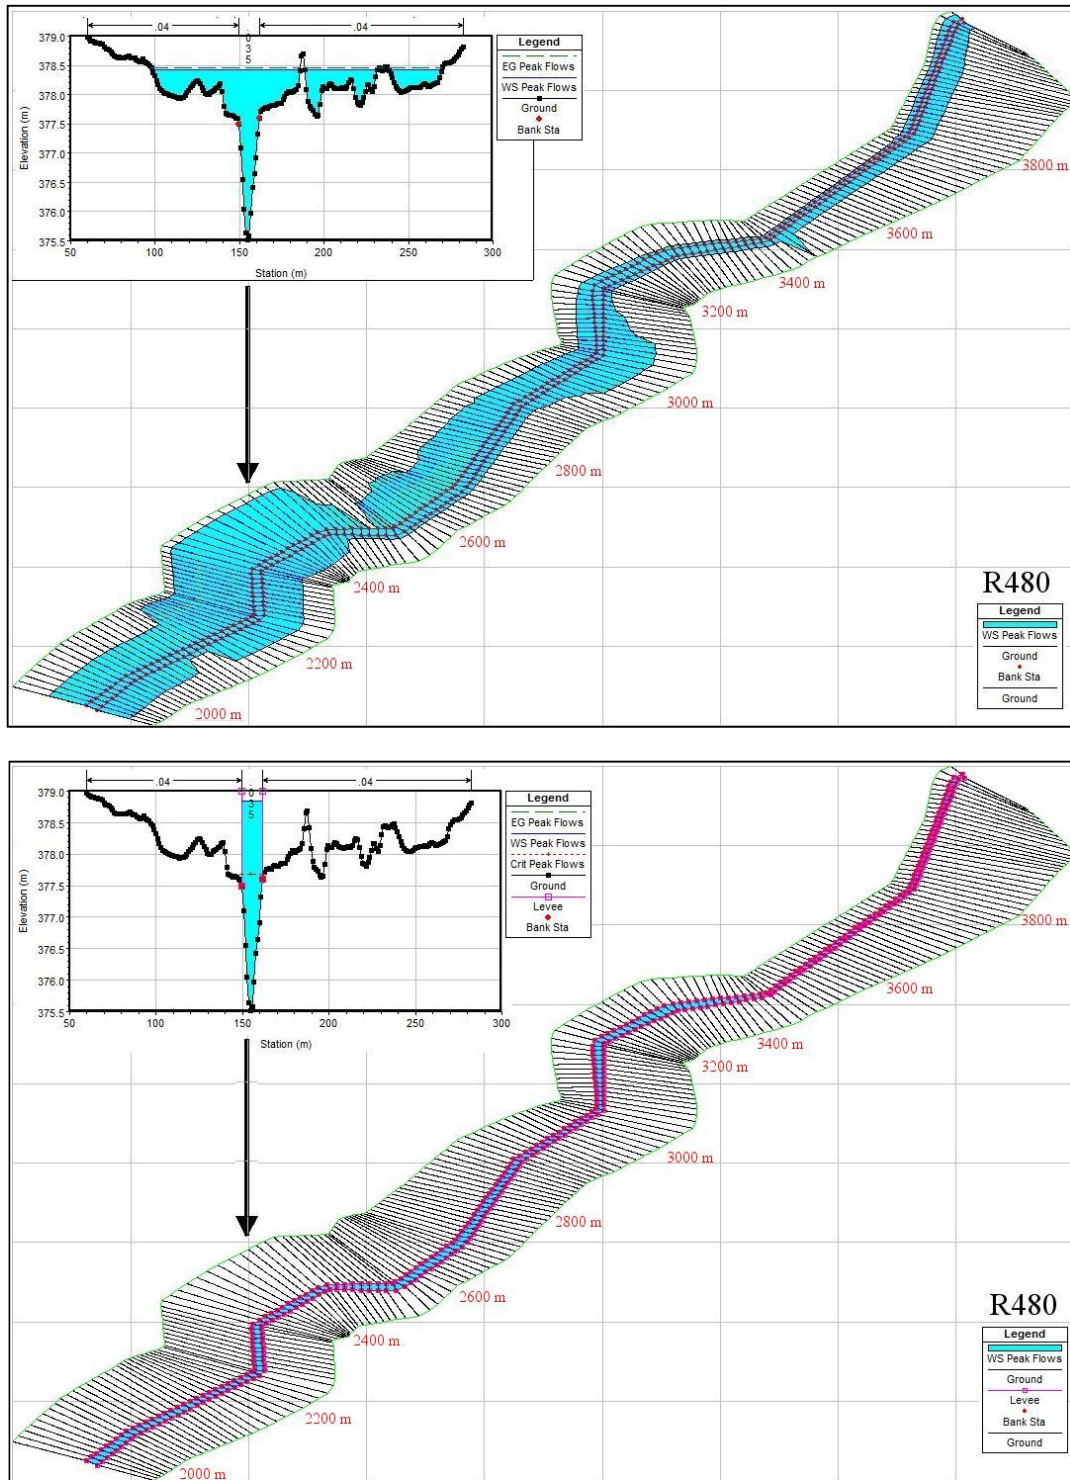 .04
.04
.035
Legend
EG Peak Flows
WS Peak Flows
Ground
Bank Sta
379.0
378.5
378.0
377.5
377.0
376.5
376.0
375.5
Elevation (m)
50 100 150 200 250 300
Station (m)
3800 m
3600 m
3400 m
3200 m
3000 m
2800 m
2600 m
2400 m
2200 m
2000 m
R480
Legend
WS Peak Flows
Ground
Bank Sta
Ground
.04
.04
.035
Legend
EG Peak Flows
WS Peak Flows
Crit Peak Flows
Ground
Levee
Bank Sta
379.0
378.5
378.0
377.5
377.0
376.5
376.0
375.5
Elevation (m)
50 100 150 200 250 300
Station (m)
3800 m
3600 m
3400 m
3200 m
3000 m
2800 m
2600 m
2400 m
2200 m
2000 m
R480
Legend
WS Peak Flows
Ground
Levee
Bank Sta
Ground